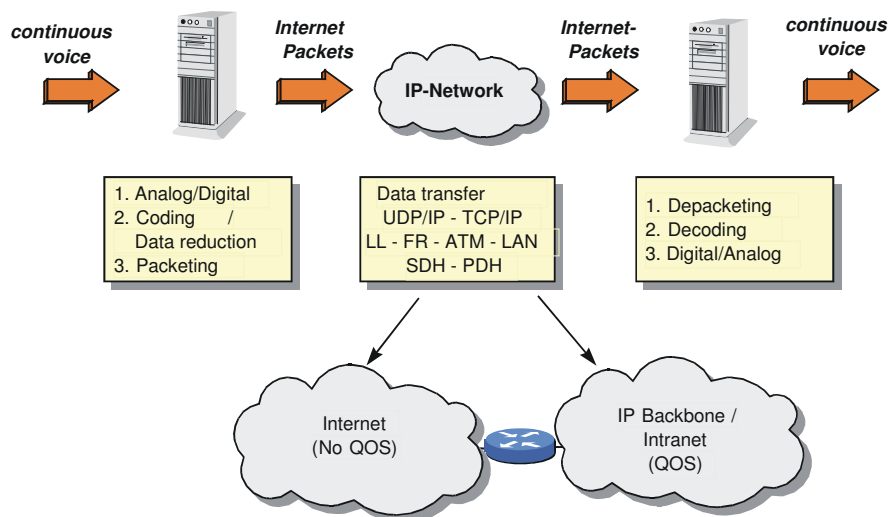 continuous
voice
Internet
Packets
IP-Network
Internet-
Packets
continuous
voice
1. Analog/Digital
2. Coding /
Data reduction
3. Packeting
Data transfer
UDP/IP - TCP/IP
LL - FR - ATM - LAN
SDH - PDH
1. Depacketing
2. Decoding
3. Digital/Analog
Internet
(No QOS)
IP Backbone /
Intranet
(QOS)